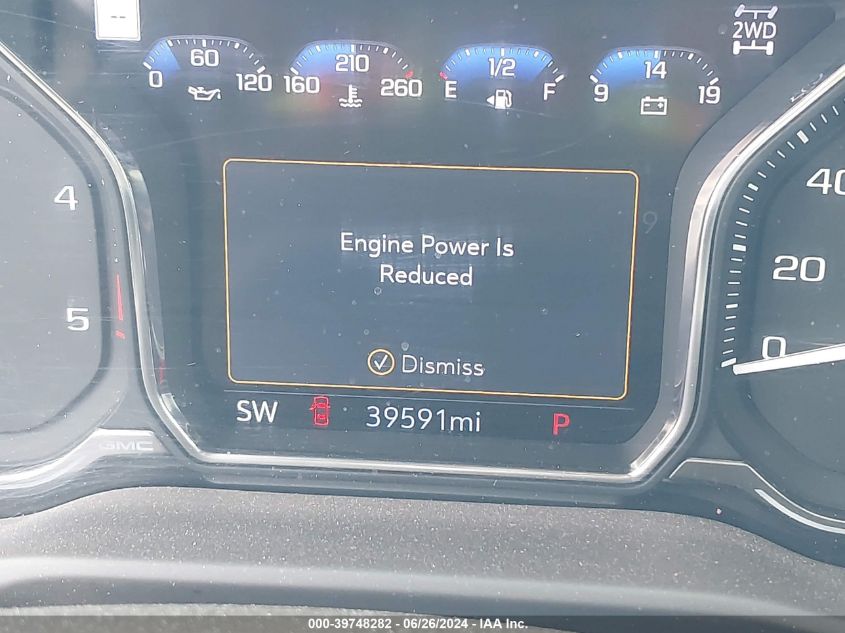 --
2WD
60
0 120
210
160 260
1/2
E F
14
9 19
4
5
40
20
0
Engine Power Is
Reduced
Dismiss
SW 39591mi P
GMC
000-39748282 - 06/26/2024 - IAA Inc.